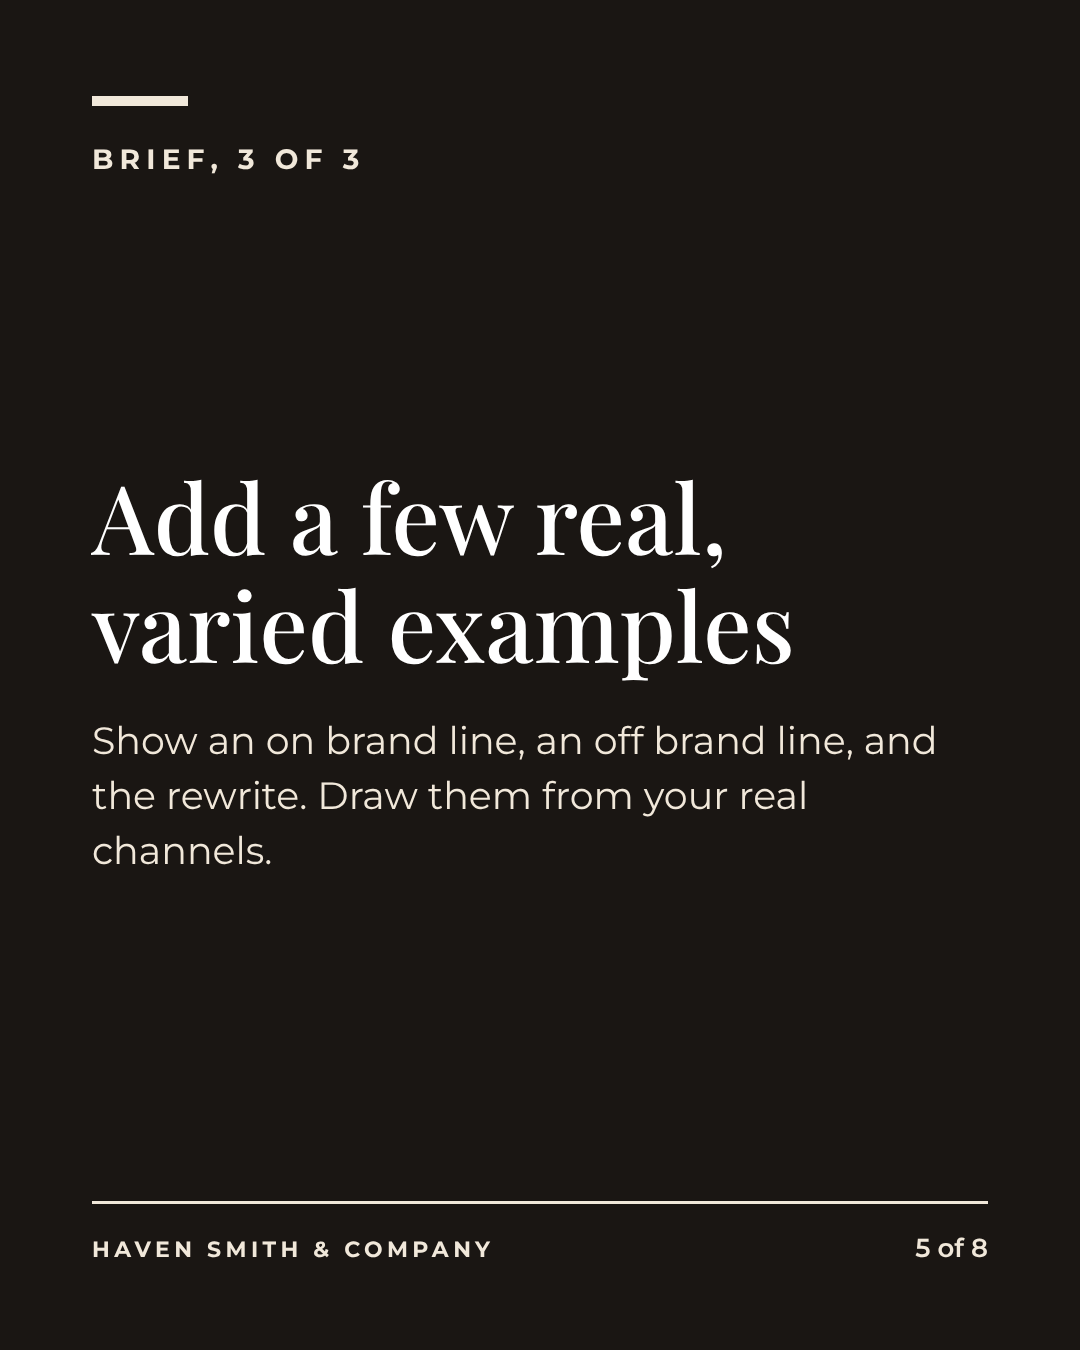 BRIEF, 3 OF 3
Add a few real,
varied examples
Show an on brand line, an off brand line, and
the rewrite. Draw them from your real
channels.
HAVEN SMITH & COMPANY
5 of 8